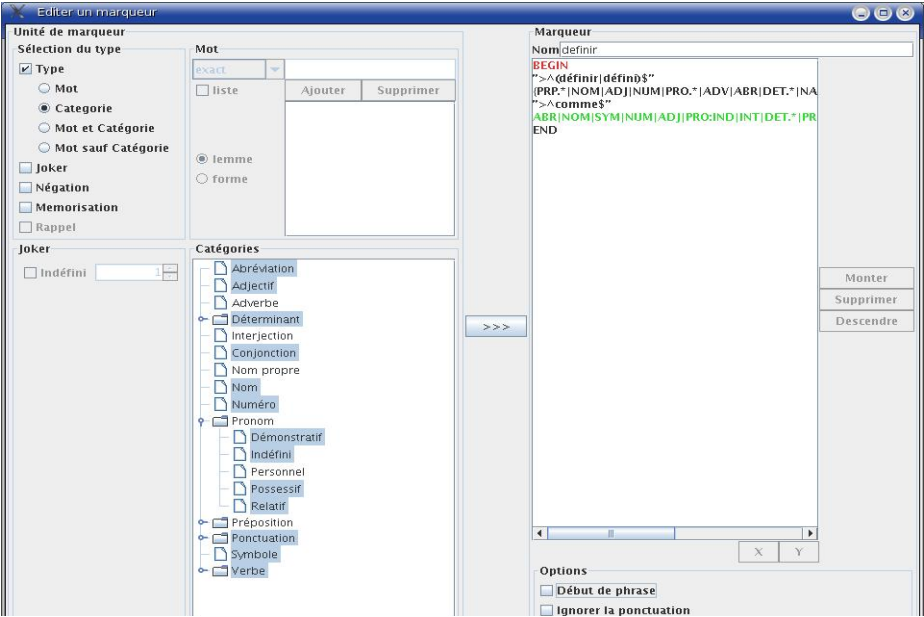 Editer un marqueur
Unité de marqueur
Sélection du type
Type
Mot
Categorie
Mot et Catégorie
Mot sauf Catégorie
Joker
Négation
Memorisation
Rappel
Mot
exact
liste
Ajouter
Supprimer
lemme
forme
Joker
Indéfini
1
Catégories
Abréviation
Adjectif
Adverbe
Déterminant
Interjection
Conjonction
Nom propre
Nom
Numéro
Pronom
Démonstratif
Indéfini
Personnel
Possessif
Relatif
Préposition
Ponctuation
Symbole
Verbe
>>>
Marqueur
Nom definir
BEGIN
">^(définir|défini)$"
(PRP.*|NOM|ADJ|NUM|PRO.*|ADV|ABR|DET.*|NA
">^comme$"
ABR|NOM|SYM|NUM|ADJ|PRO:IND|INT|DET.*|PR
END
Monter
Supprimer
Descendre
X
Y
Options
Début de phrase
Ignorer la ponctuation